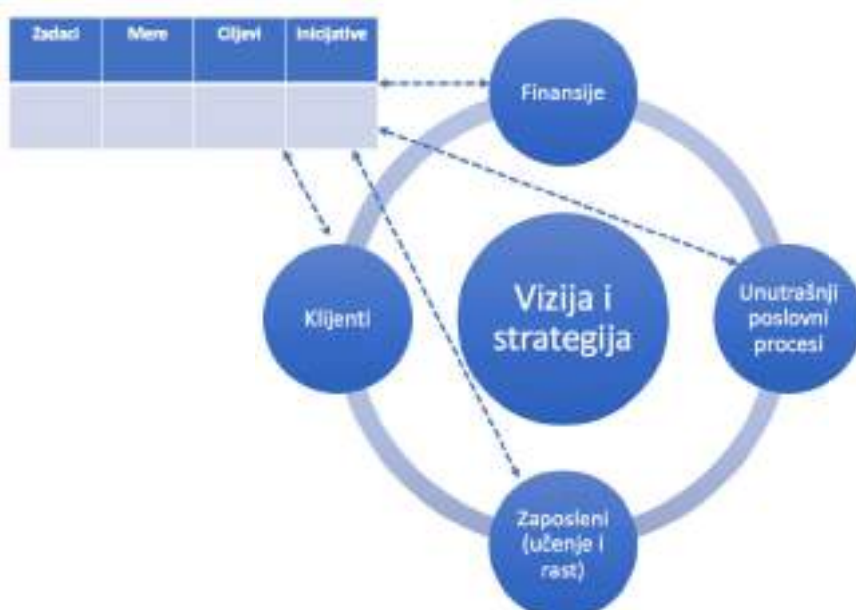 Zadaci Mere Ciljevi Inicijative
Finansije
Vizija i
strategija
Klijenti
Unutrašnji
poslovni
procesi
Zaposleni
(učenje i
rast)